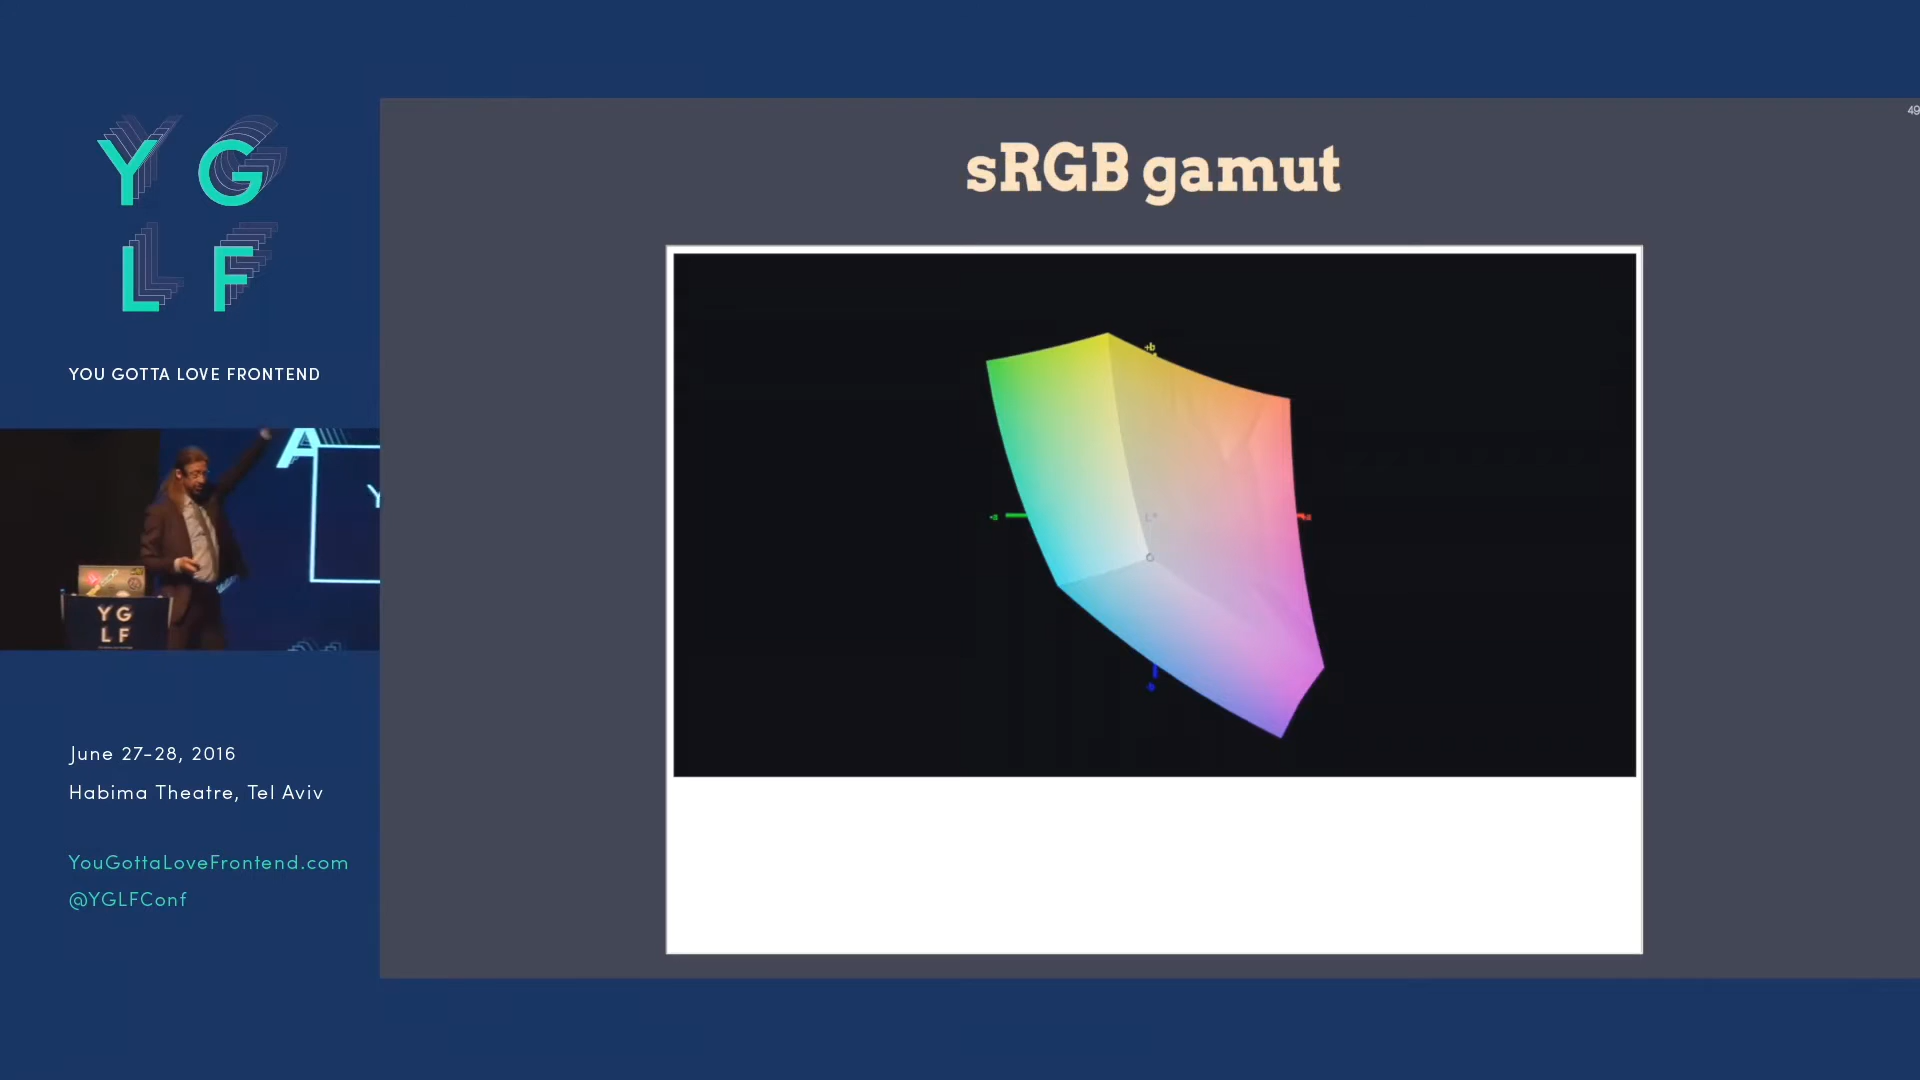 Y G
L F
YOU GOTTA LOVE FRONTEND
YG
LF
A
Y
June 27-28, 2016
Habima Theatre, Tel Aviv
YouGottaLoveFrontend.com
@YGLFConf
49
sRGB gamut
+b
-a
L*
+a
-b